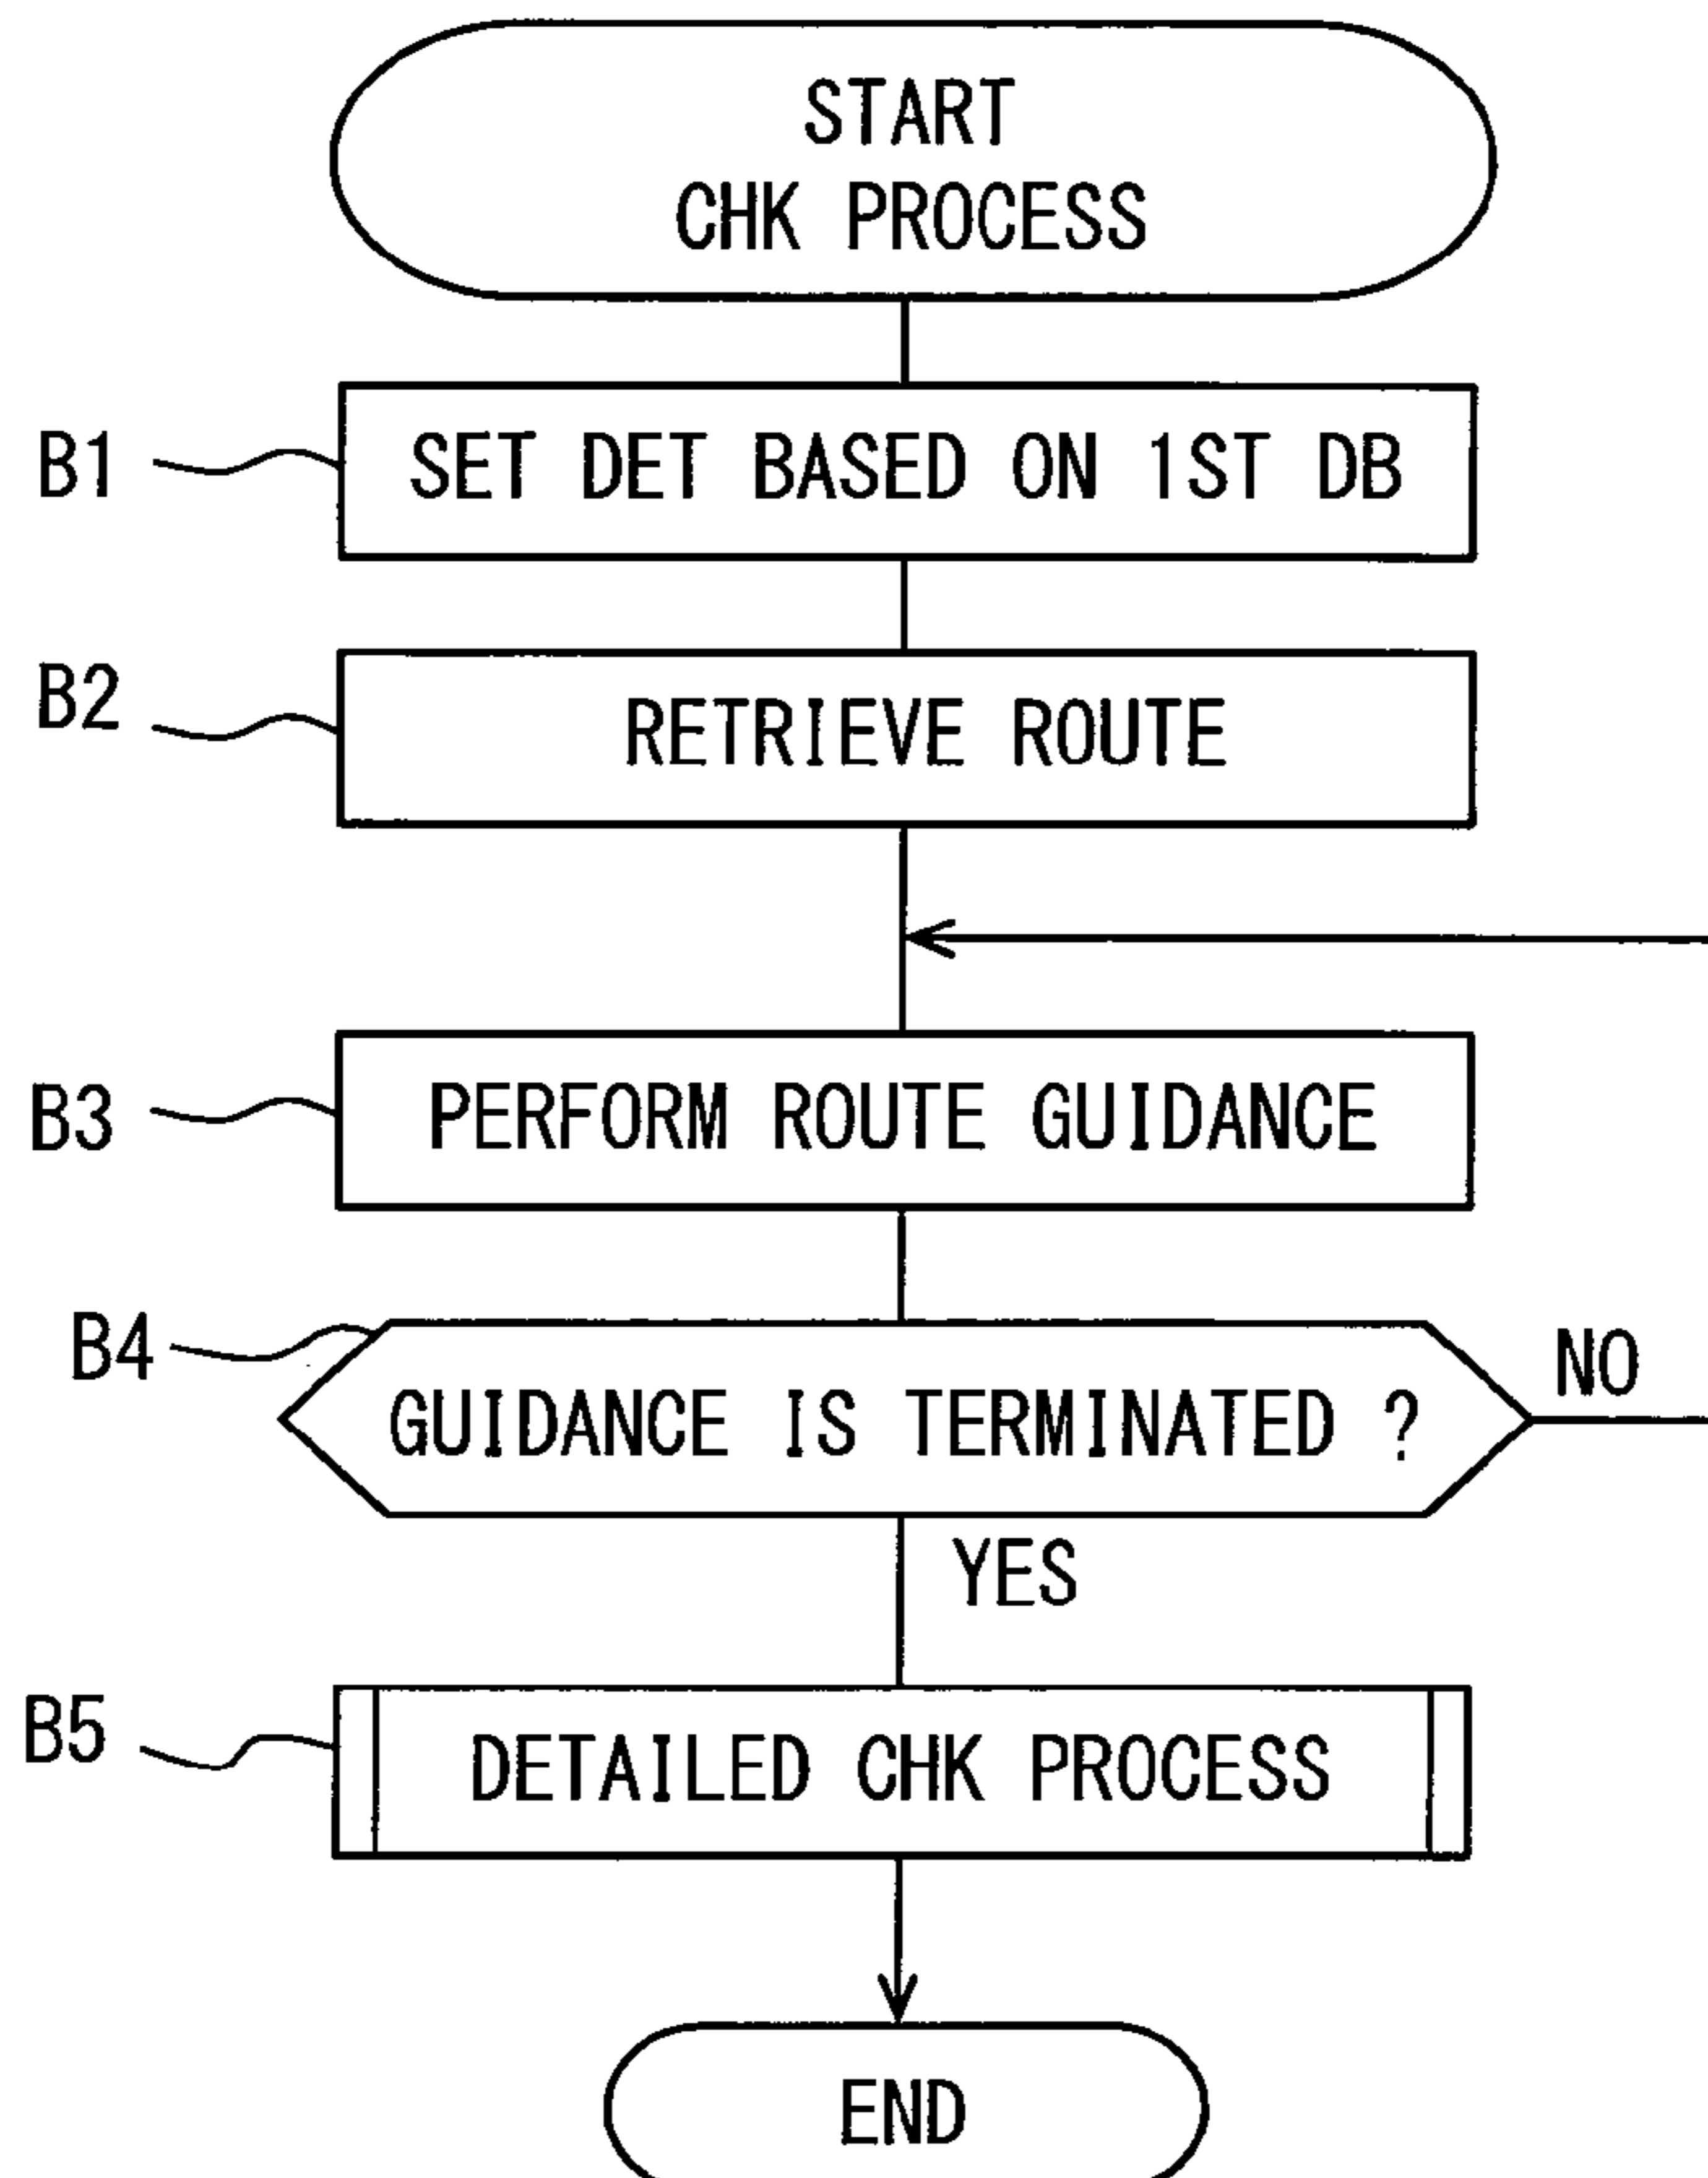 START
CHK PROCESS
B1
SET DET BASED ON 1ST DB
B2
RETRIEVE ROUTE
B3
PERFORM ROUTE GUIDANCE
B4
GUIDANCE IS TERMINATED ?
NO
YES
B5
DETAILED CHK PROCESS
END